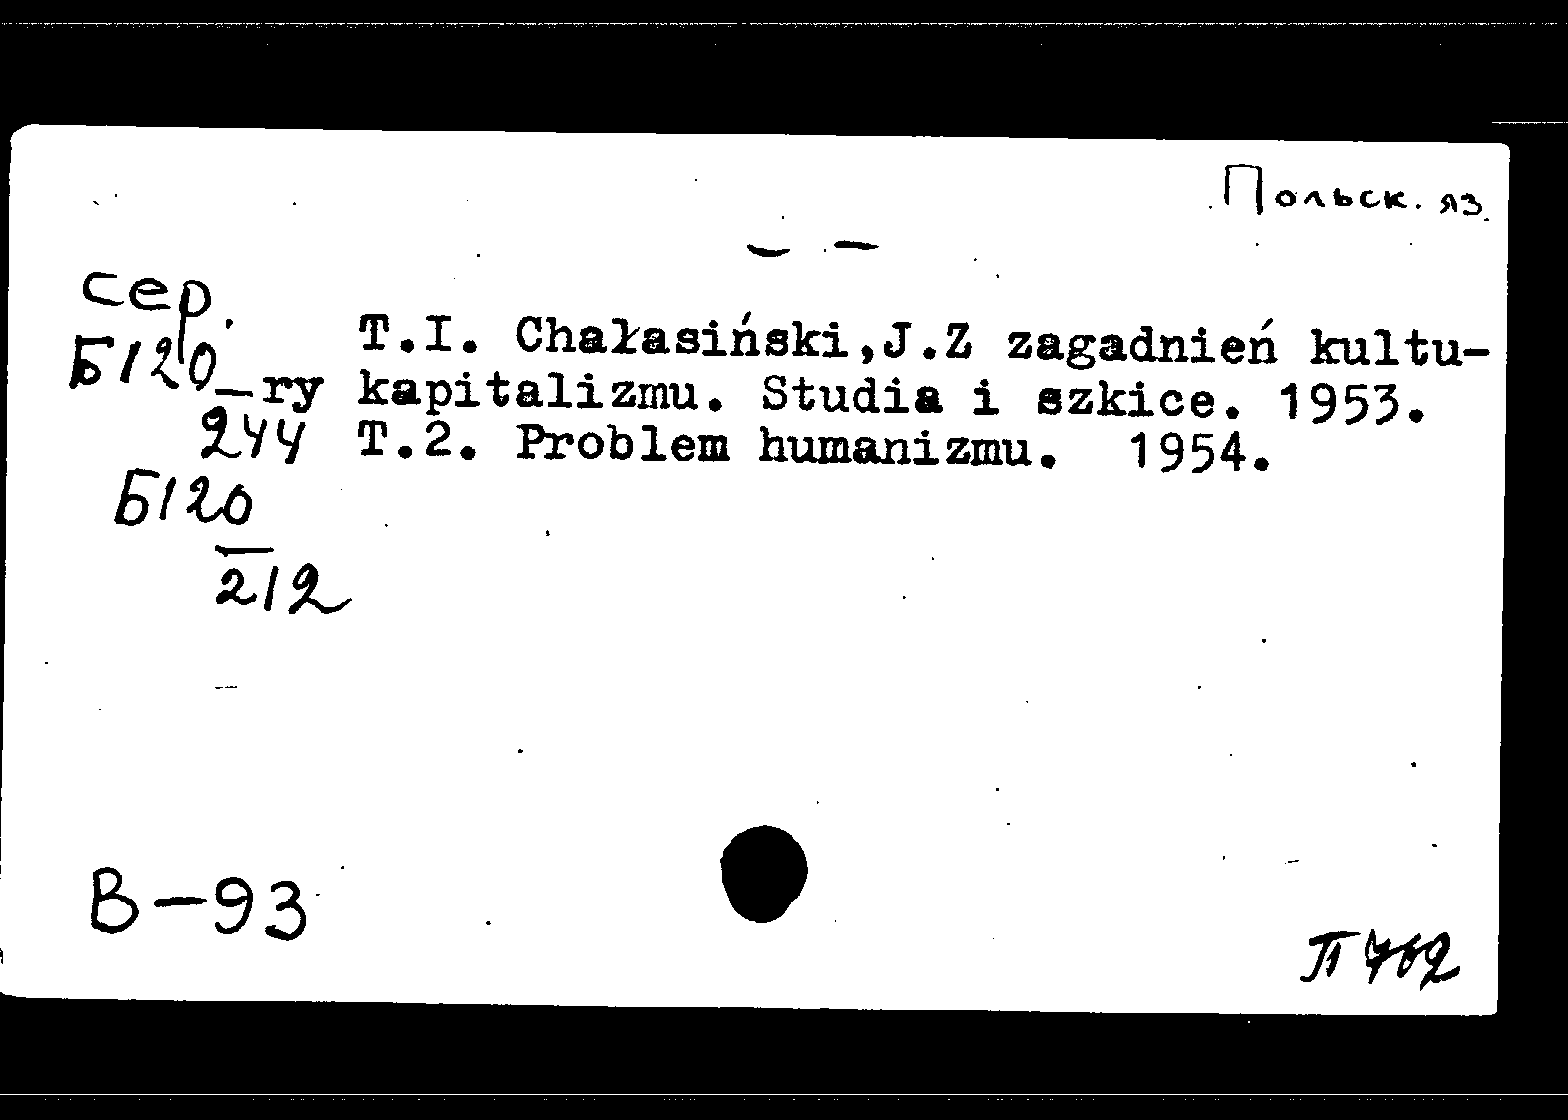 Польск. яз.
сер.
Б120
T.I. Chałasiński,J.Z zagadnień kultu-
ry kapitalizmu. Studia i szkice. 1953.
244
T.2. Problem humanizmu. 1954.
Б120
212
В-93
П 762